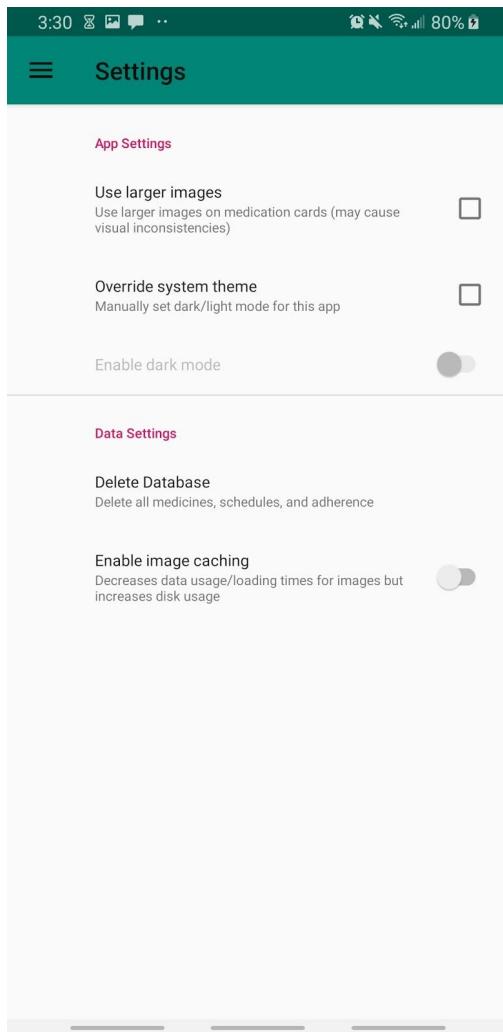 3:30
80%
Settings
App Settings
Use larger images
Use larger images on medication cards (may cause
visual inconsistencies)
Override system theme
Manually set dark/light mode for this app
Enable dark mode
Data Settings
Delete Database
Delete all medicines, schedules, and adherence
Enable image caching
Decreases data usage/loading times for images but
increases disk usage